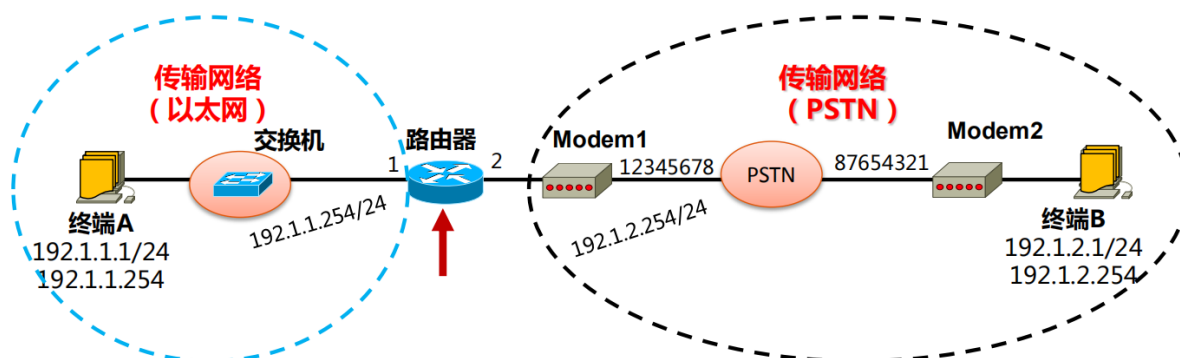 传输网络
（以太网）
交换机
路由器
1
2
终端A
192.1.1.1/24
192.1.1.254
192.1.1.254/24
传输网络
（PSTN）
Modem1
12345678
PSTN
87654321
Modem2
192.1.2.254/24
终端B
192.1.2.1/24
192.1.2.254